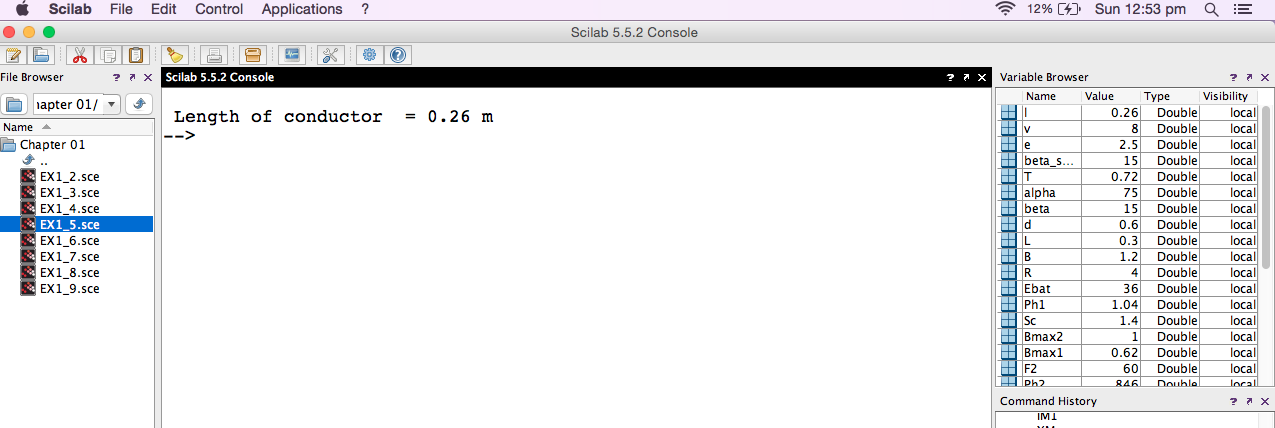 Scilab File Edit Control Applications ? 12% Sun 12:53 pm
Scilab 5.5.2 Console
File Browser ? ↗ ✕
hapter 01/
Name
Chapter 01
..
EX1_2.sce
EX1_3.sce
EX1_4.sce
EX1_5.sce
EX1_6.sce
EX1_7.sce
EX1_8.sce
EX1_9.sce
Scilab 5.5.2 Console ? ↗ ✕
Length of conductor = 0.26 m
-->
Variable Browser ? ↗ ✕
Name Value Type Visibility
l 0.26 Double local
v 8 Double local
e 2.5 Double local
beta_s... 15 Double local
T 0.72 Double local
alpha 75 Double local
beta 15 Double local
d 0.6 Double local
L 0.3 Double local
B 1.2 Double local
R 4 Double local
Ebat 36 Double local
Ph1 1.04 Double local
Sc 1.4 Double local
Bmax2 1 Double local
Bmax1 0.62 Double local
F2 60 Double local
Ph2 846 Double local
Command History ? ↗ ✕
IM1